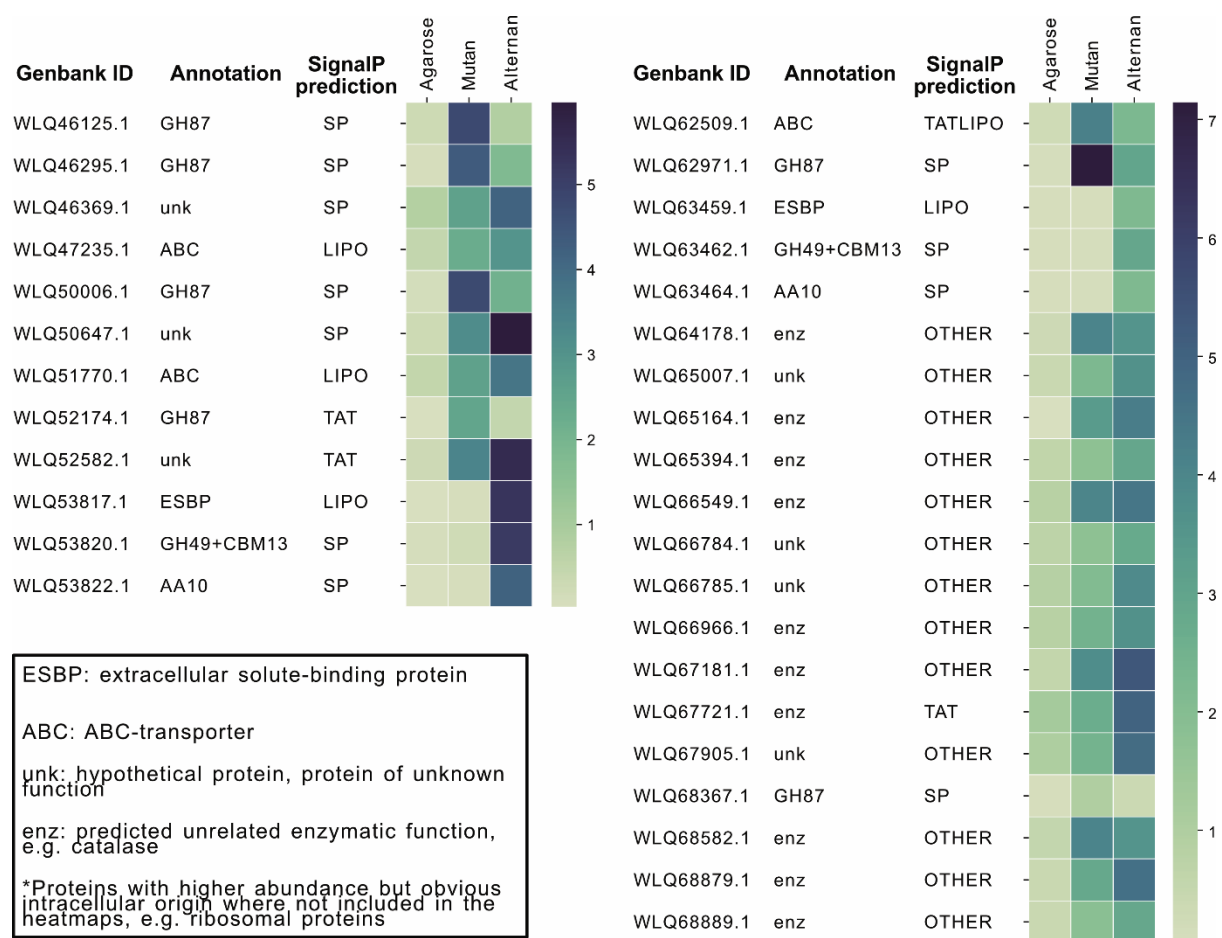 Genbank ID Annotation SignalP prediction Agarose Mutan Alternan
WLQ46125.1 GH87 SP
WLQ46295.1 GH87 SP
WLQ46369.1 unk SP
WLQ47235.1 ABC LIPO
WLQ50006.1 GH87 SP
WLQ50647.1 unk SP
WLQ51770.1 ABC LIPO
WLQ52174.1 GH87 TAT
WLQ52582.1 unk TAT
WLQ53817.1 ESBP LIPO
WLQ53820.1 GH49+CBM13 SP
WLQ53822.1 AA10 SP
5
4
3
2
1
ESBP: extracellular solute-binding protein
ABC: ABC-transporter
unk: hypothetical protein, protein of unknown
function
enz: predicted unrelated enzymatic function,
e.g. catalase
*Proteins with higher abundance but obvious
intracellular origin where not included in the
heatmaps, e.g. ribosomal proteins
Genbank ID Annotation SignalP prediction Agarose Mutan Alternan
WLQ62509.1 ABC TATLIPO
WLQ62971.1 GH87 SP
WLQ63459.1 ESBP LIPO
WLQ63462.1 GH49+CBM13 SP
WLQ63464.1 AA10 SP
WLQ64178.1 enz OTHER
WLQ65007.1 unk OTHER
WLQ65164.1 enz OTHER
WLQ65394.1 enz OTHER
WLQ66549.1 enz OTHER
WLQ66784.1 unk OTHER
WLQ66785.1 unk OTHER
WLQ66966.1 enz OTHER
WLQ67181.1 enz OTHER
WLQ67721.1 enz TAT
WLQ67905.1 unk OTHER
WLQ68367.1 GH87 SP
WLQ68582.1 enz OTHER
WLQ68879.1 enz OTHER
WLQ68889.1 enz OTHER
7
6
5
4
3
2
1